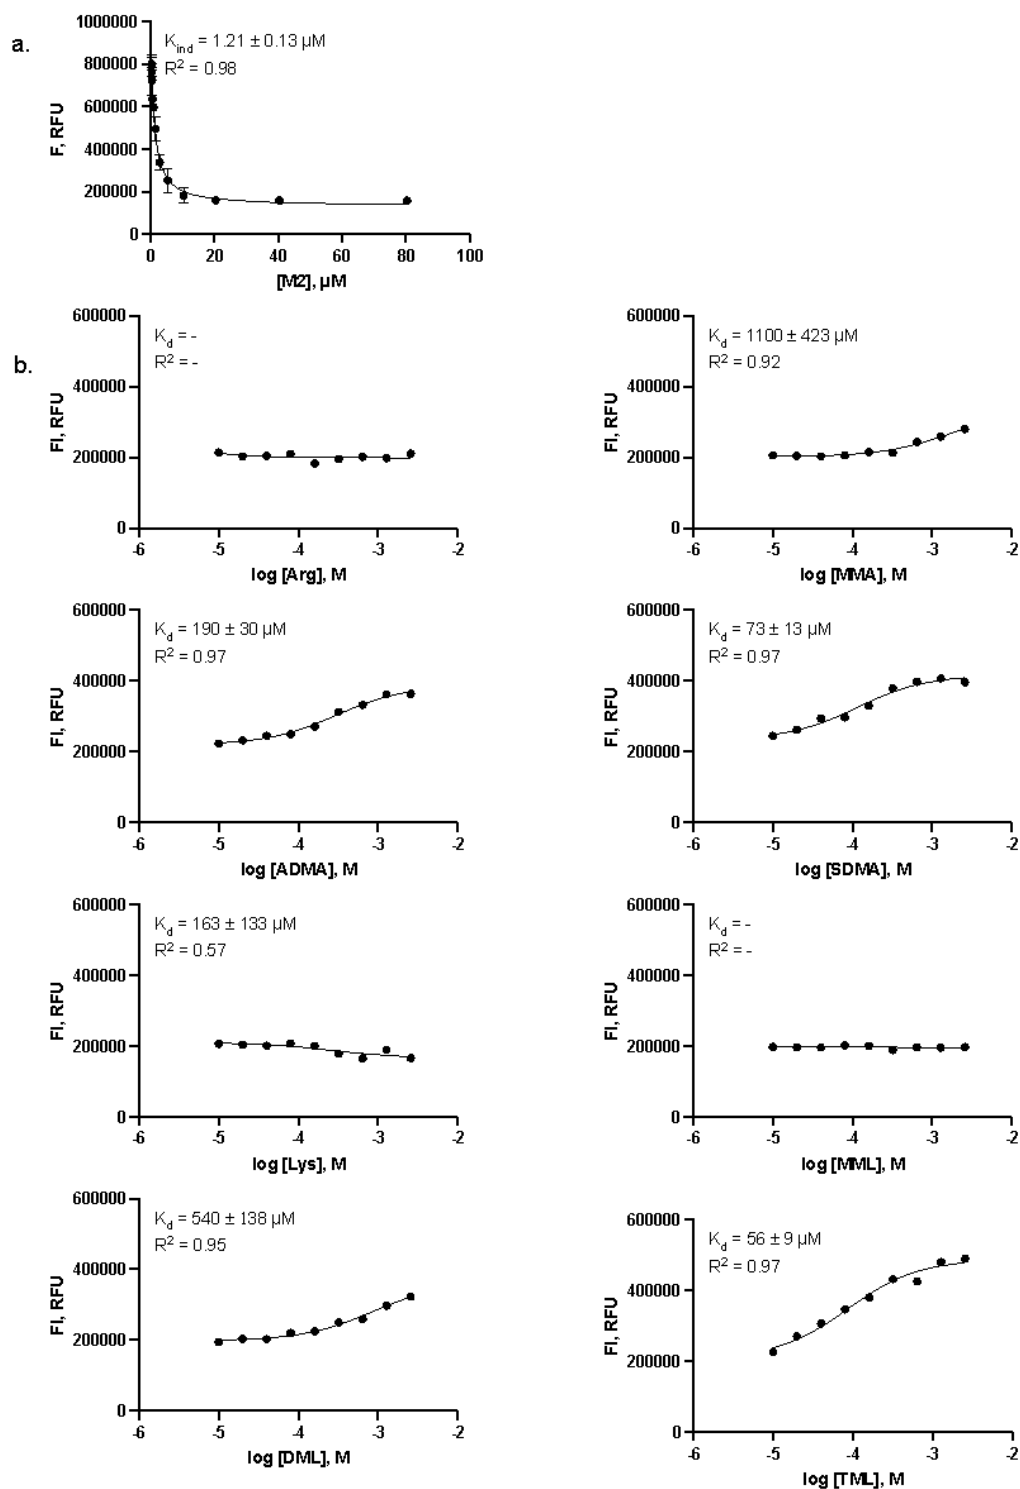 a.
1000000
800000
600000
400000
200000
0
F, RFU
K_ind = 1.21 ± 0.13 µM
R² = 0.98
0 20 40 60 80 100
[M2], µM
b.
600000
400000
200000
0
FI, RFU
K_d = -
R² = -
-6 -5 -4 -3 -2
log [Arg], M
600000
400000
200000
0
FI, RFU
K_d = 1100 ± 423 µM
R² = 0.92
-6 -5 -4 -3 -2
log [MMA], M
600000
400000
200000
0
FI, RFU
K_d = 190 ± 30 µM
R² = 0.97
-6 -5 -4 -3 -2
log [ADMA], M
600000
400000
200000
0
FI, RFU
K_d = 73 ± 13 µM
R² = 0.97
-6 -5 -4 -3 -2
log [SDMA], M
600000
400000
200000
0
FI, RFU
K_d = 163 ± 133 µM
R² = 0.57
-6 -5 -4 -3 -2
log [Lys], M
600000
400000
200000
0
FI, RFU
K_d = -
R² = -
-6 -5 -4 -3 -2
log [MML], M
600000
400000
200000
0
FI, RFU
K_d = 540 ± 138 µM
R² = 0.95
-6 -5 -4 -3 -2
log [DML], M
600000
400000
200000
0
FI, RFU
K_d = 56 ± 9 µM
R² = 0.97
-6 -5 -4 -3 -2
log [TML], M